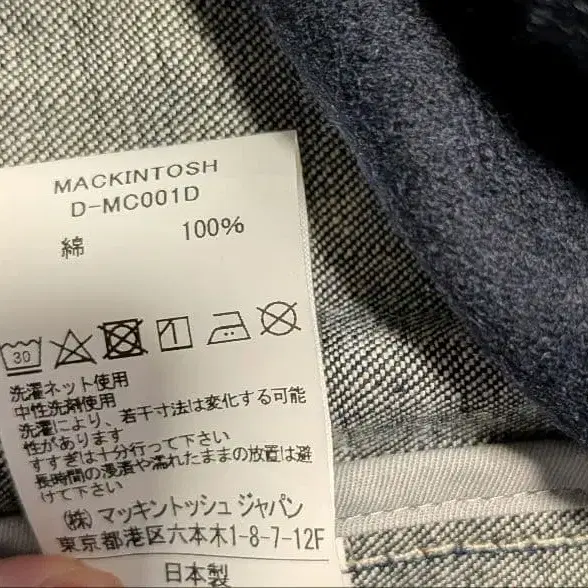 MACKINTOSH
D-MC001D
綿 100%
30
洗濯ネット使用
中性洗剤使用
洗濯により、若干寸法は変化する可能
性があります
すすぎは十分行って下さい
長時間の浸漬や濡れたままの放置は避
けて下さい
㈱ マッキントッシュ ジャパン
東京都港区六本木1-8-7-12F
日本製